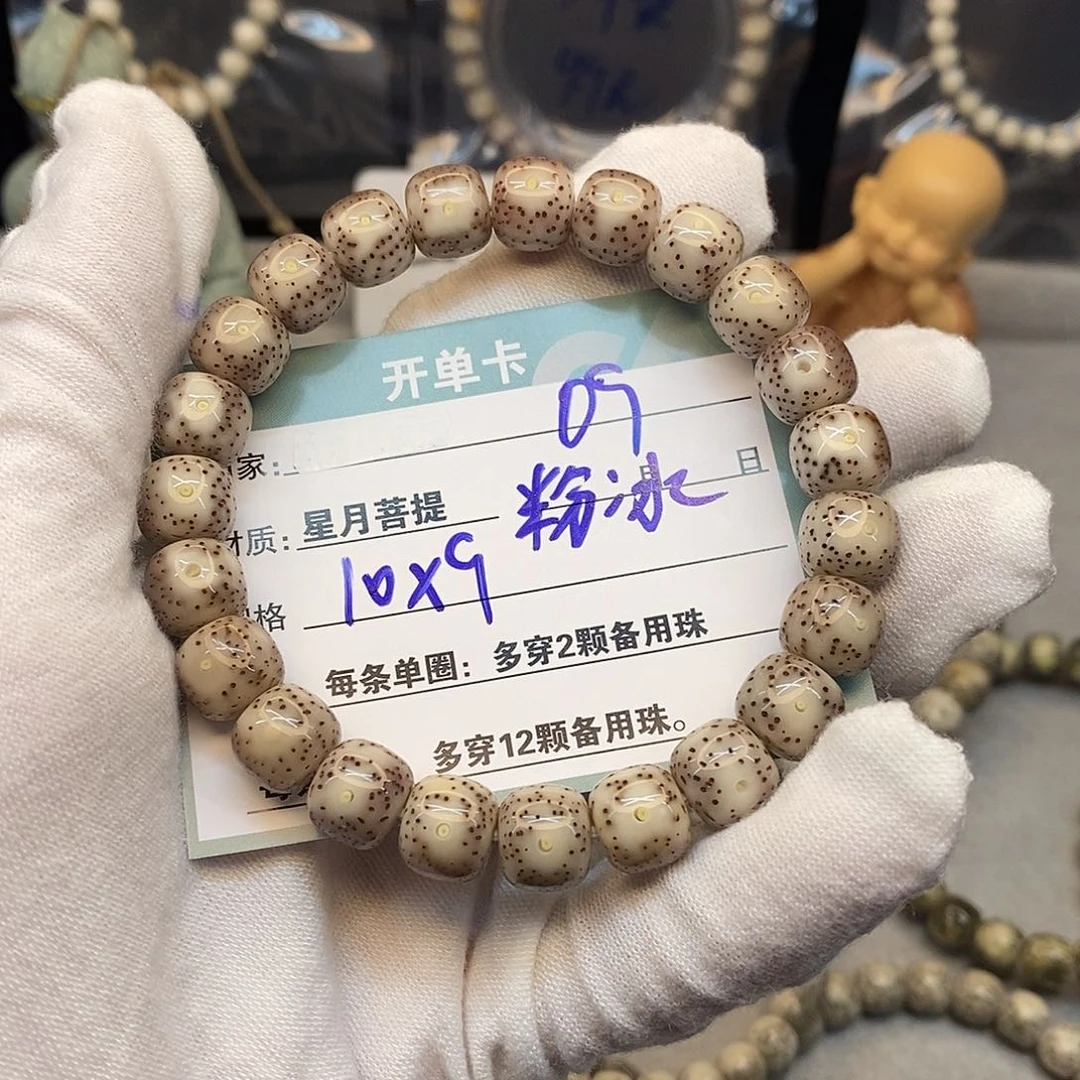 开单卡
09
家:
日
材质: 星月菩提
粉冰
格
10x9
每条单圈: 多穿2颗备用珠
多穿12颗备用珠。